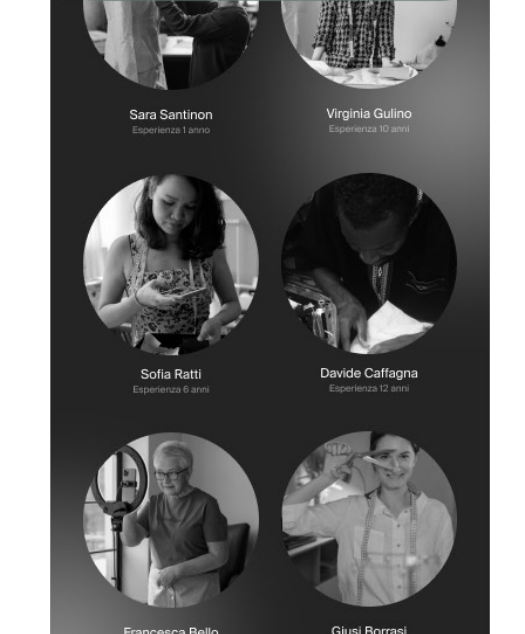 Sara Santinon
Esperienza 1 anno
Virginia Gulino
Esperienza 10 anni
Sofia Ratti
Esperienza 6 anni
Davide Caffagna
Esperienza 12 anni
Francesca Bello
Giusi Borrasi